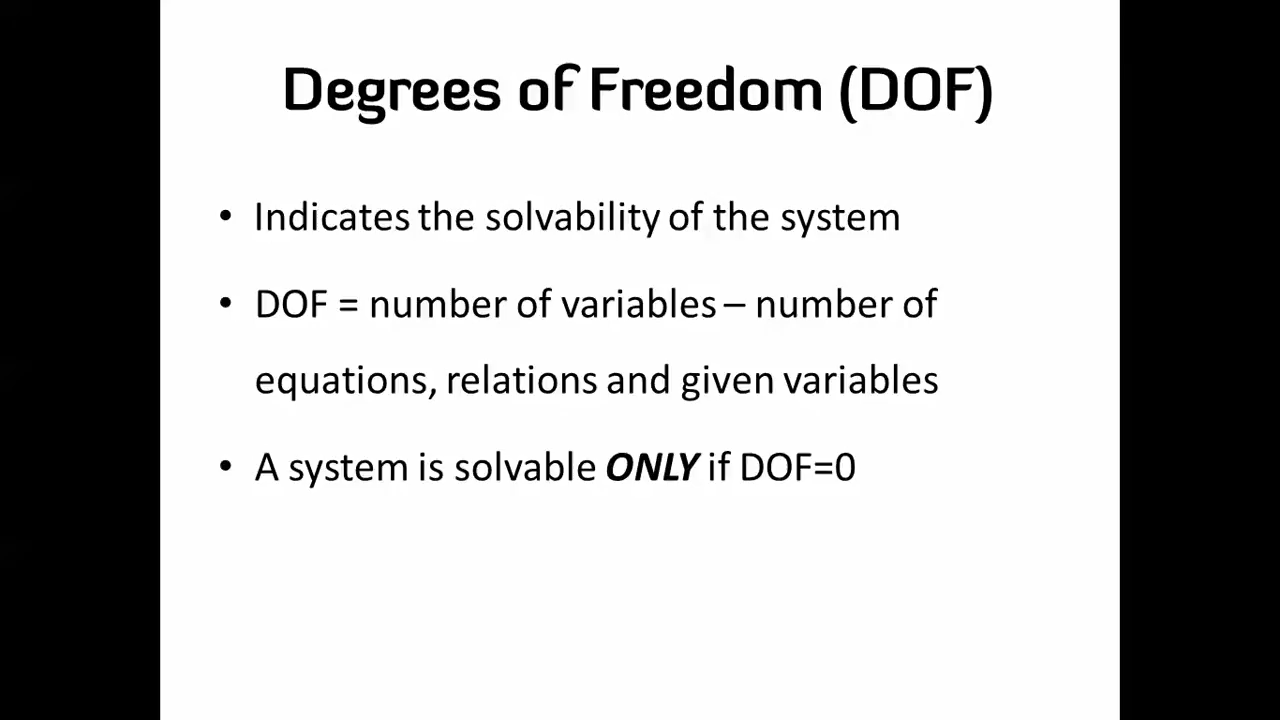 Degrees of Freedom (DOF)
• Indicates the solvability of the system
• DOF = number of variables – number of
equations, relations and given variables
• A system is solvable ONLY if DOF=0